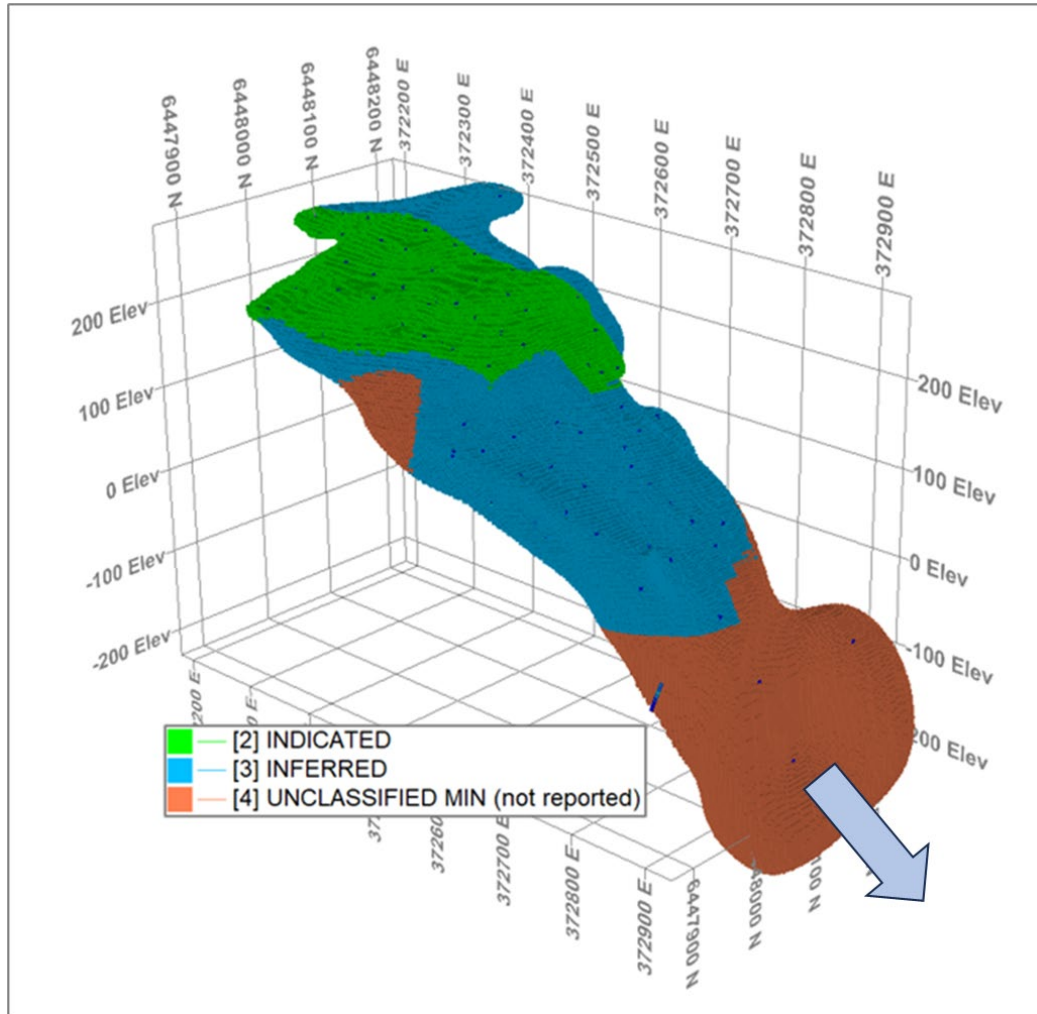 6447900 N
6448000 N
6448100 N
6448200 N
372200 E
372300 E
372400 E
372500 E
372600 E
372700 E
372800 E
372900 E
200 Elev
100 Elev
0 Elev
-100 Elev
-200 Elev
200 Elev
100 Elev
0 Elev
-100 Elev
200 Elev
200 E
[2] INDICATED
[3] INFERRED
[4] UNCLASSIFIED MIN (not reported)
372700 E
372800 E
372900 E
6447900 N